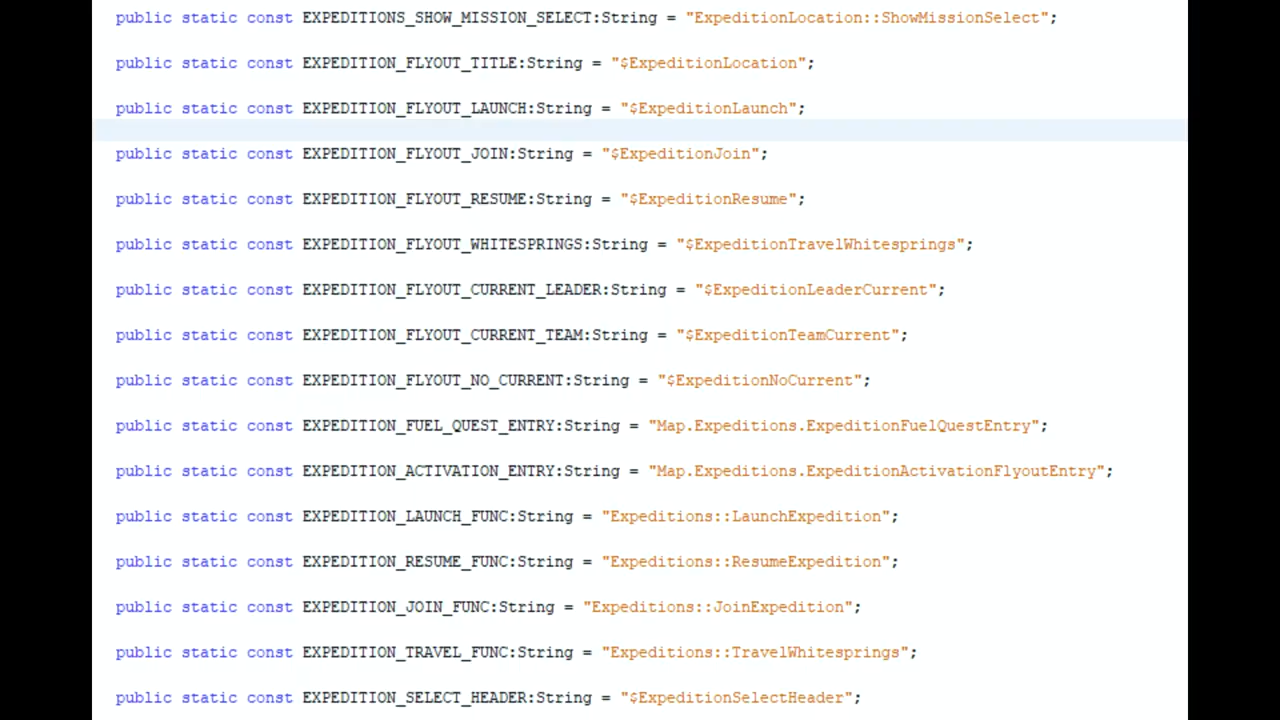 public static const EXPEDITIONS_SHOW_MISSION_SELECT:String = "ExpeditionLocation::ShowMissionSelect";
public static const EXPEDITION_FLYOUT_TITLE:String = "$ExpeditionLocation";
public static const EXPEDITION_FLYOUT_LAUNCH:String = "$ExpeditionLaunch";
public static const EXPEDITION_FLYOUT_JOIN:String = "$ExpeditionJoin";
public static const EXPEDITION_FLYOUT_RESUME:String = "$ExpeditionResume";
public static const EXPEDITION_FLYOUT_WHITESPRINGS:String = "$ExpeditionTravelWhitesprings";
public static const EXPEDITION_FLYOUT_CURRENT_LEADER:String = "$ExpeditionLeaderCurrent";
public static const EXPEDITION_FLYOUT_CURRENT_TEAM:String = "$ExpeditionTeamCurrent";
public static const EXPEDITION_FLYOUT_NO_CURRENT:String = "$ExpeditionNoCurrent";
public static const EXPEDITION_FUEL_QUEST_ENTRY:String = "Map.Expeditions.ExpeditionFuelQuestEntry";
public static const EXPEDITION_ACTIVATION_ENTRY:String = "Map.Expeditions.ExpeditionActivationFlyoutEntry";
public static const EXPEDITION_LAUNCH_FUNC:String = "Expeditions::LaunchExpedition";
public static const EXPEDITION_RESUME_FUNC:String = "Expeditions::ResumeExpedition";
public static const EXPEDITION_JOIN_FUNC:String = "Expeditions::JoinExpedition";
public static const EXPEDITION_TRAVEL_FUNC:String = "Expeditions::TravelWhitesprings";
public static const EXPEDITION_SELECT_HEADER:String = "$ExpeditionSelectHeader";